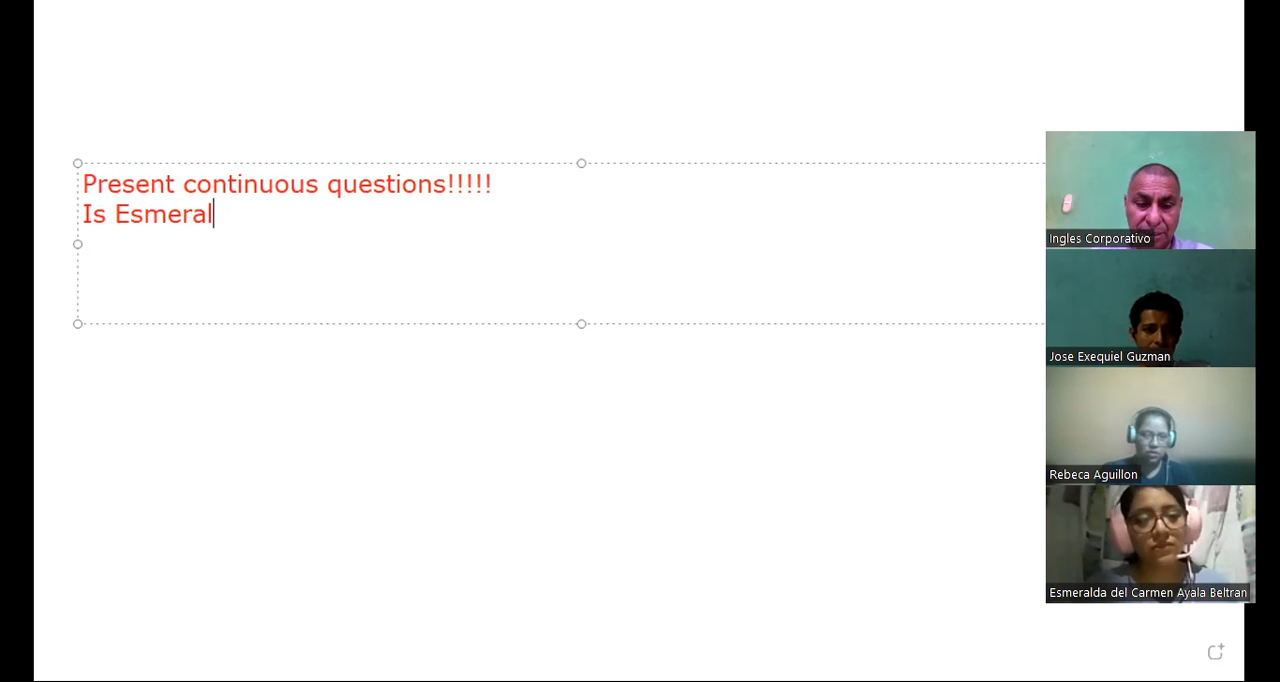 Present continuous questions!!!!!
Is Esmeral
Ingles Corporativo
Jose Exequiel Guzman
Rebeca Aguillon
Esmeralda del Carmen Ayala Beltran